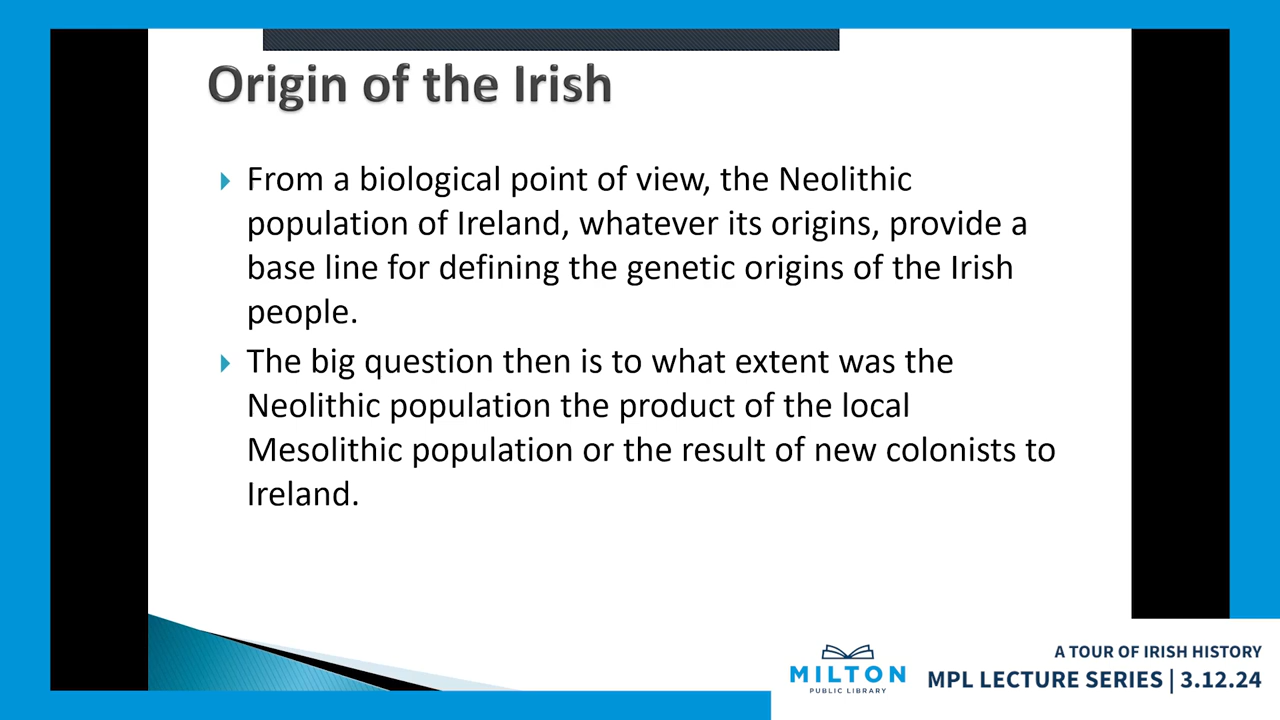 Origin of the Irish
From a biological point of view, the Neolithic
population of Ireland, whatever its origins, provide a
base line for defining the genetic origins of the Irish
people.
The big question then is to what extent was the
Neolithic population the product of the local
Mesolithic population or the result of new colonists to
Ireland.
MILTON
PUBLIC LIBRARY
A TOUR OF IRISH HISTORY
MPL LECTURE SERIES | 3.12.24